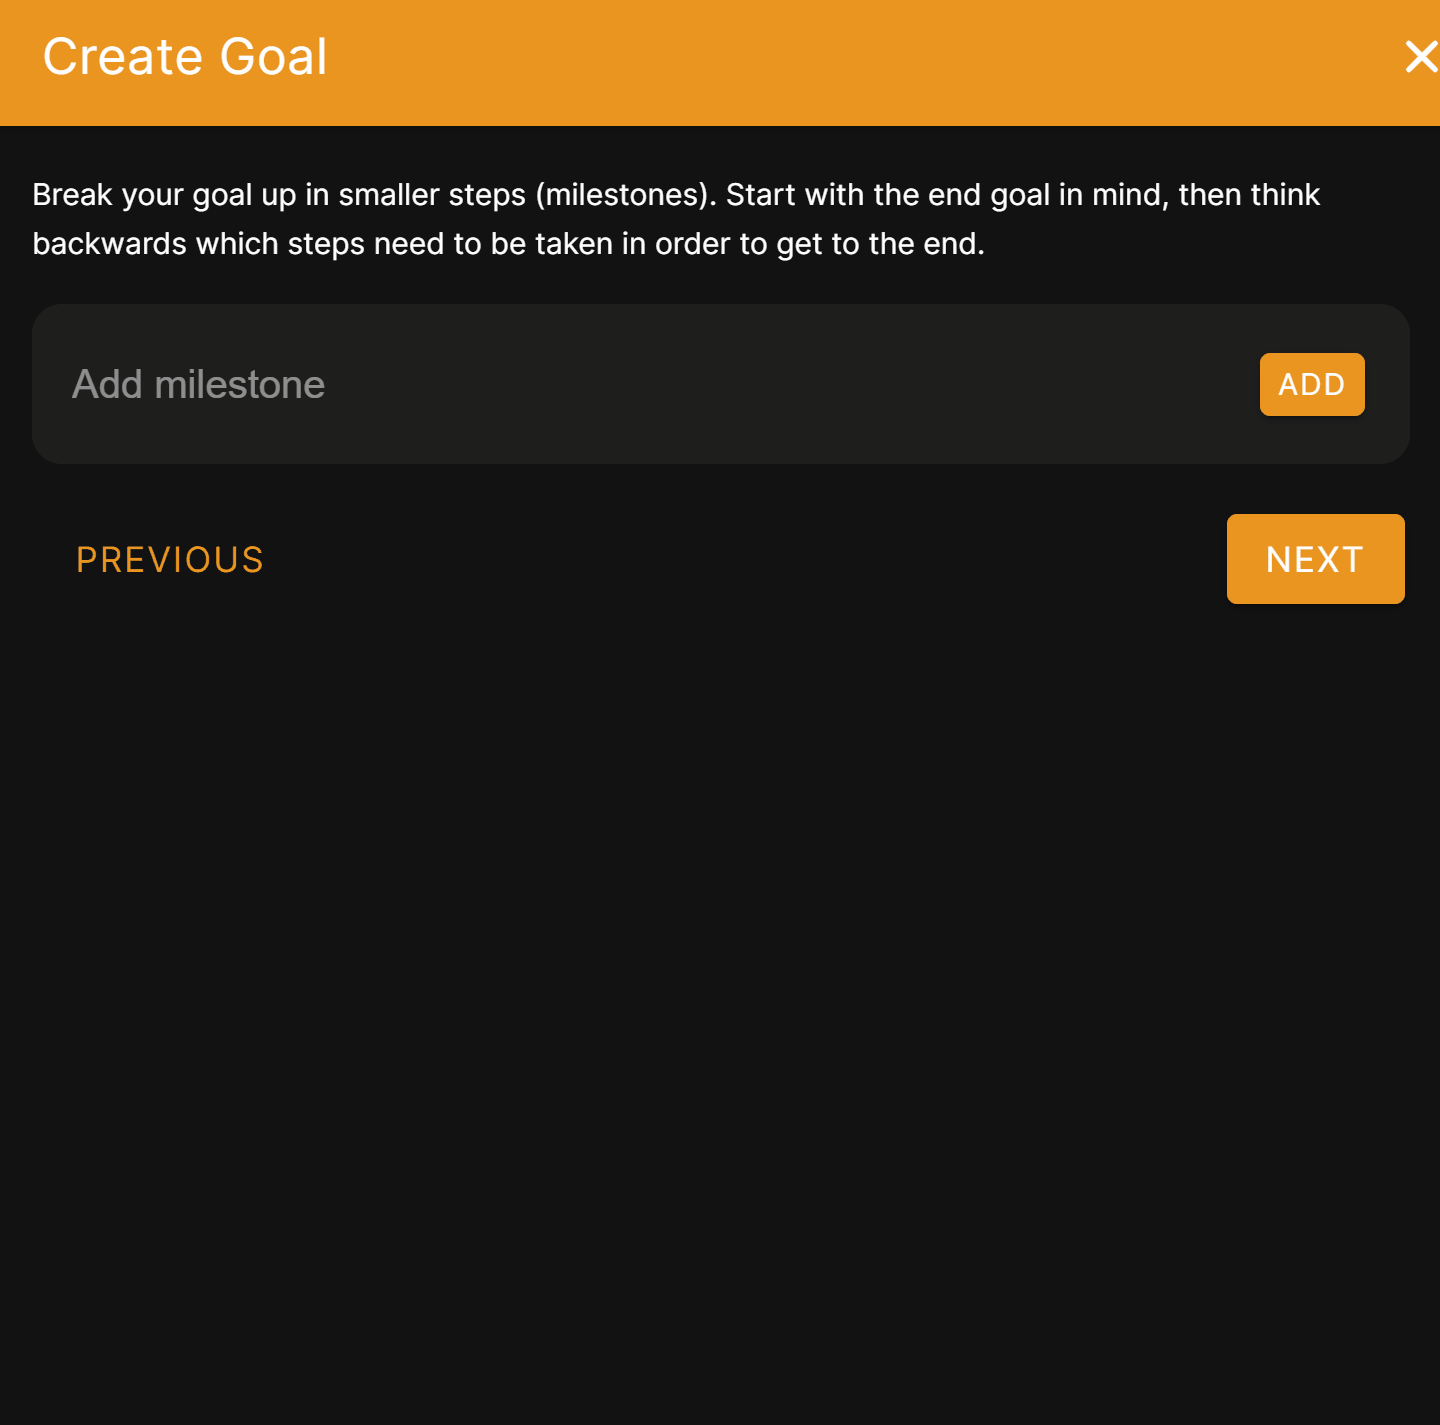 Create Goal
Break your goal up in smaller steps (milestones). Start with the end goal in mind, then think
backwards which steps need to be taken in order to get to the end.
Add milestone
ADD
PREVIOUS
NEXT